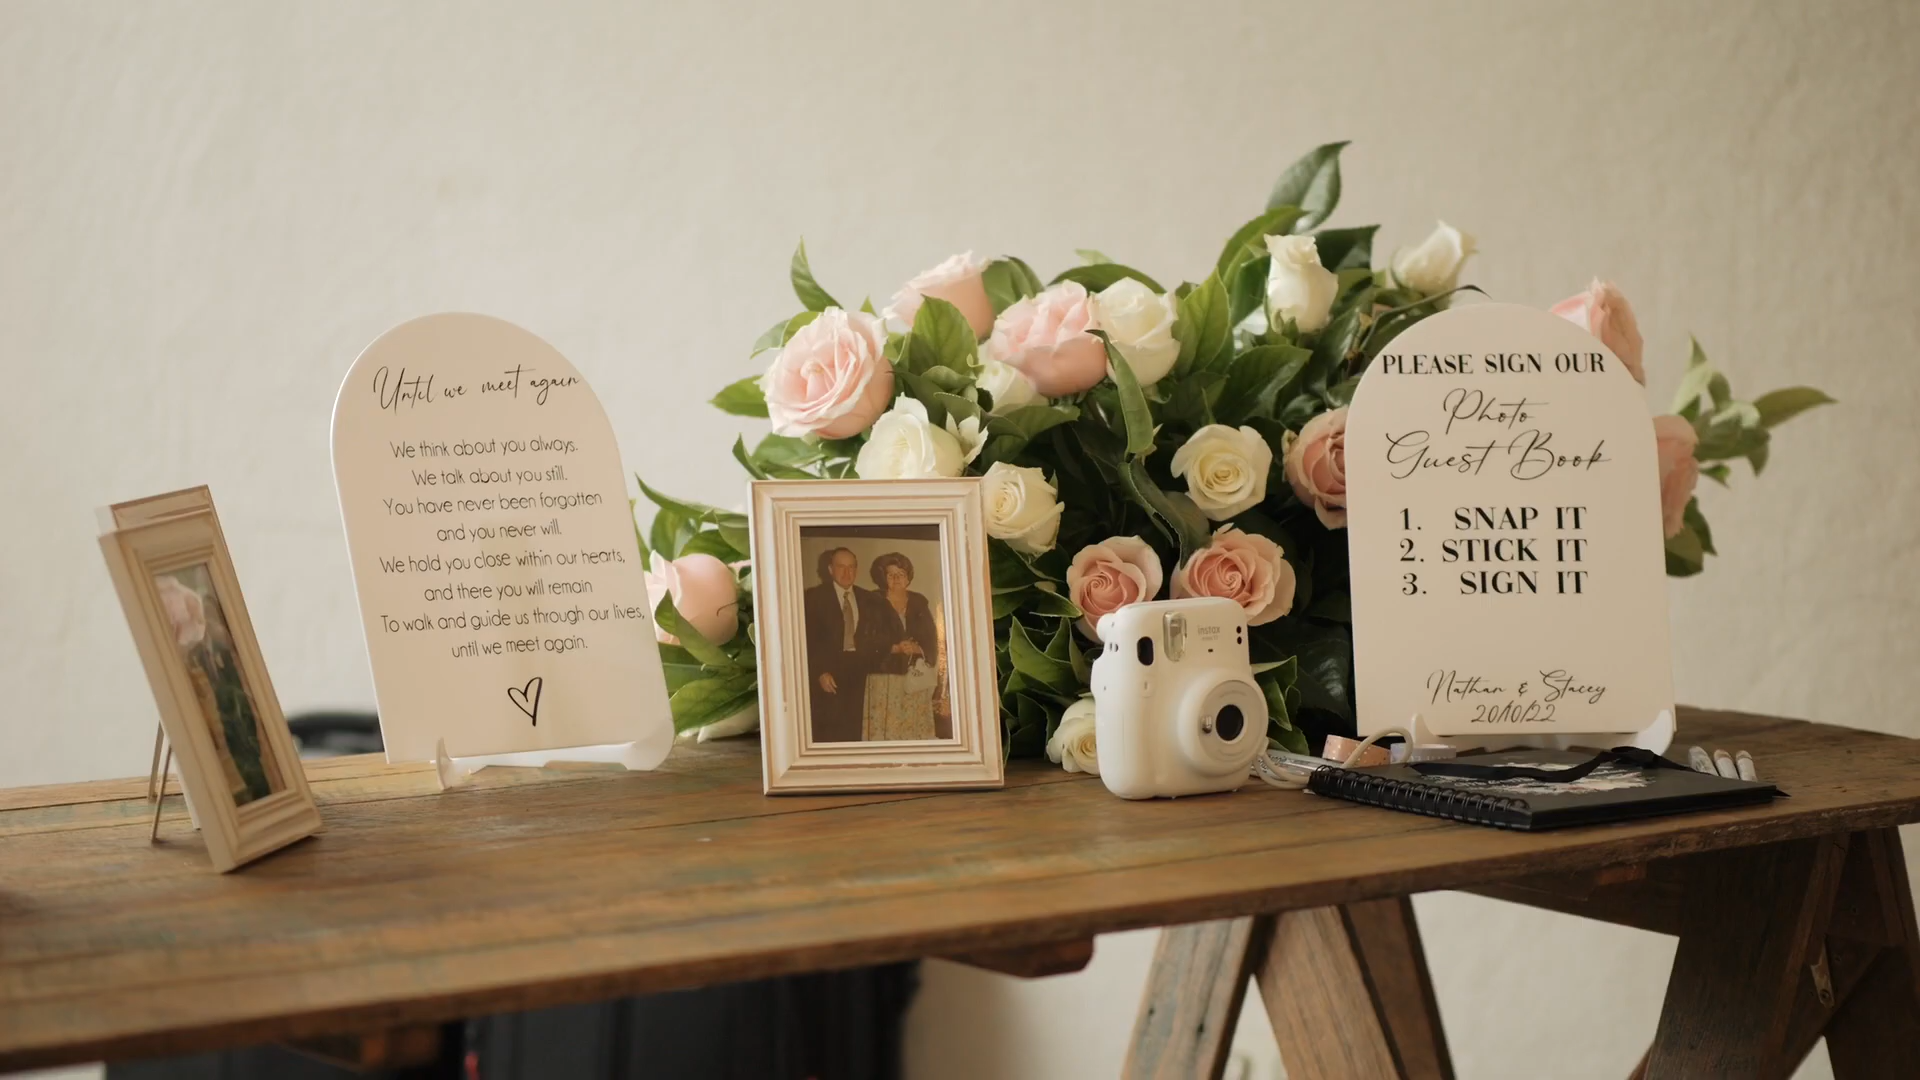 Until we meet again
We think about you always.
We talk about you still.
You have never been forgotten
and you never will.
We hold you close within our hearts,
and there you will remain
To walk and guide us through our lives,
until we meet again.
instax
PLEASE SIGN OUR
Photo
Guest Book
1. SNAP IT
2. STICK IT
3. SIGN IT
Nathan & Stacey
20/10/22